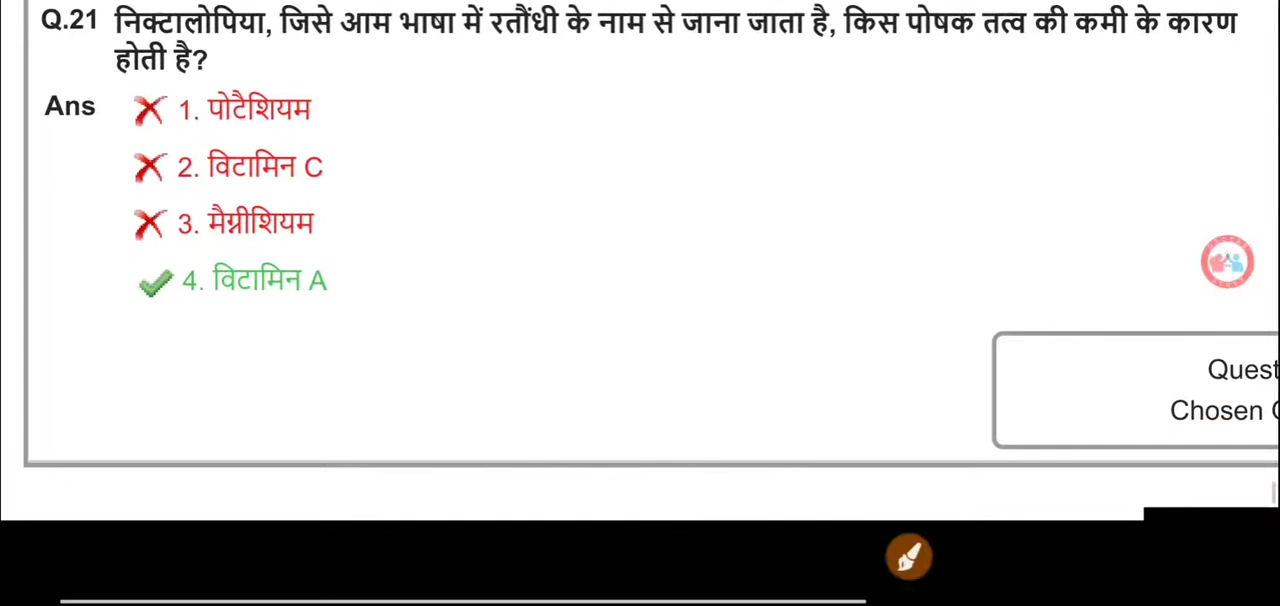 Q.21 निक्टालोपिया, जिसे आम भाषा में रतौंधी के नाम से जाना जाता है, किस पोषक तत्व की कमी के कारण
होती है?
Ans 1. पोटैशियम
2. विटामिन C
3. मैग्नीशियम
4. विटामिन A
Quest
Chosen